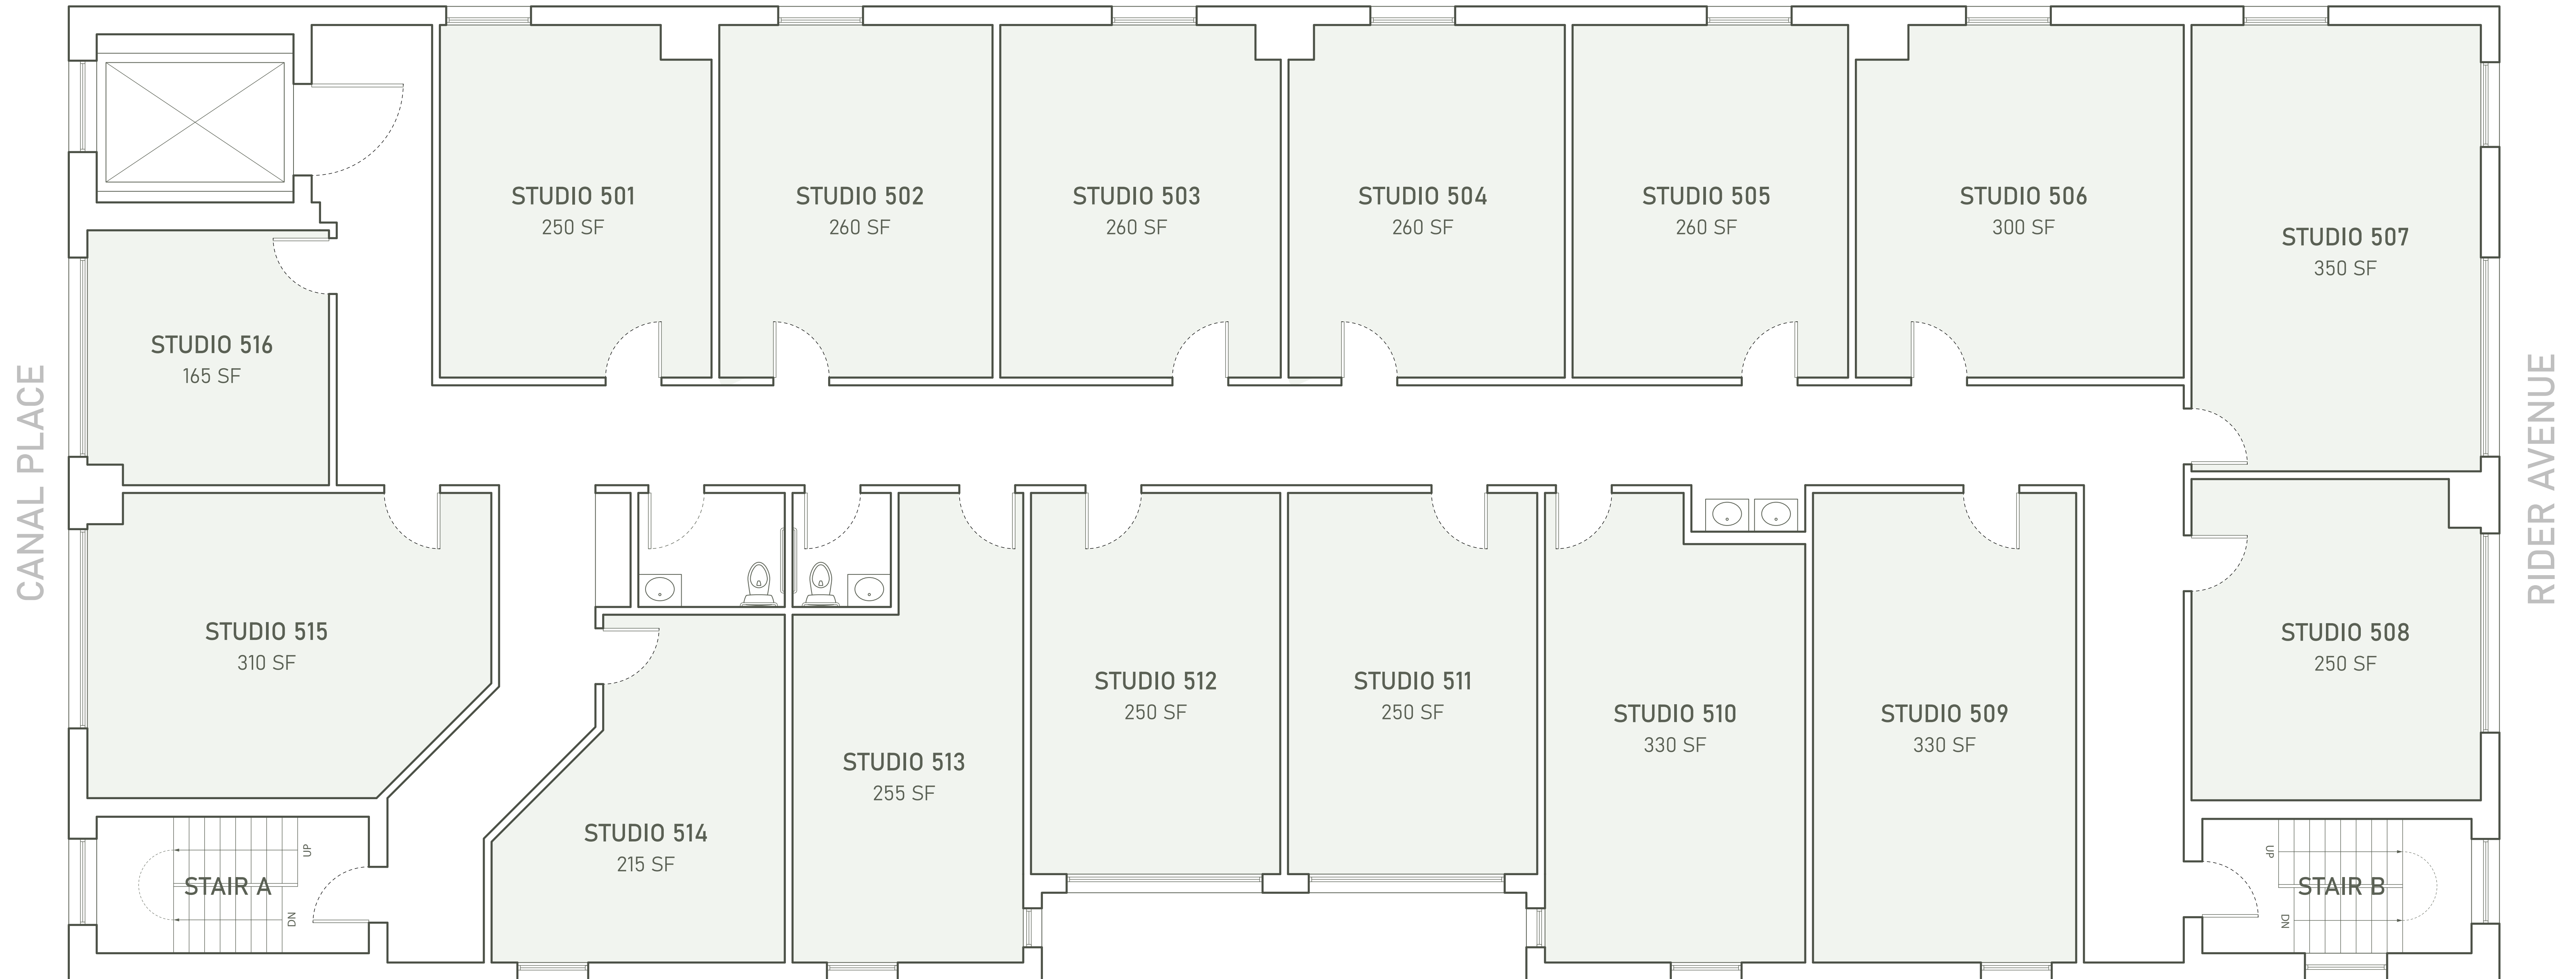 STUDIO 501
250 SF
STUDIO 502
260 SF
STUDIO 503
260 SF
STUDIO 504
260 SF
STUDIO 505
260 SF
STUDIO 506
300 SF
STUDIO 507
350 SF
STUDIO 516
165 SF
CANAL PLACE
RIDER AVENUE
STUDIO 515
310 SF
STUDIO 514
215 SF
STUDIO 513
255 SF
STUDIO 512
250 SF
STUDIO 511
250 SF
STUDIO 510
330 SF
STUDIO 509
330 SF
STUDIO 508
250 SF
UP
STAIR A
DN
UP
STAIR B
DN